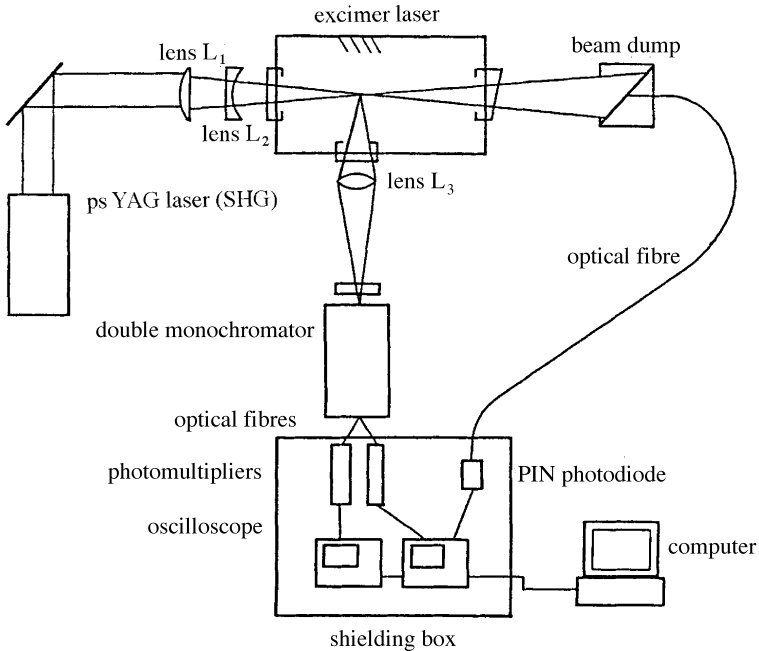 excimer laser
lens L1
beam dump
lens L2
ps YAG laser (SHG)
lens L3
optical fibre
double monochromator
optical fibres
photomultipliers
PIN photodiode
oscilloscope
computer
shielding box